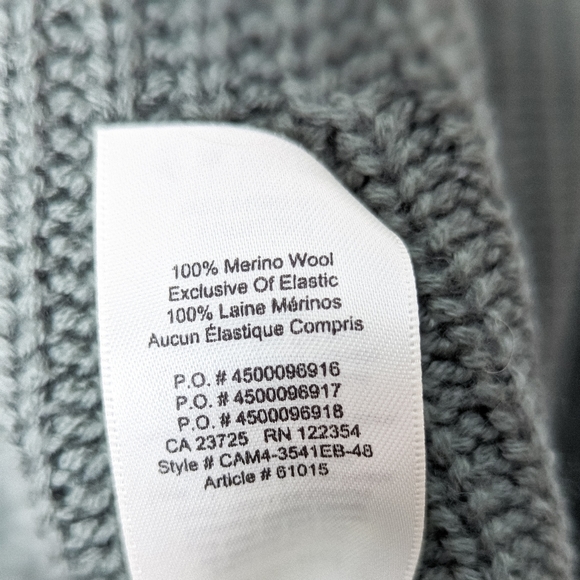 100% Merino Wool
Exclusive Of Elastic
100% Laine Mérinos
Aucun Élastique Compris
P.O. # 4500096916
P.O. # 4500096917
P.O. # 4500096918
CA 23725 RN 122354
Style # CAM4-3541EB-48
Article # 61015